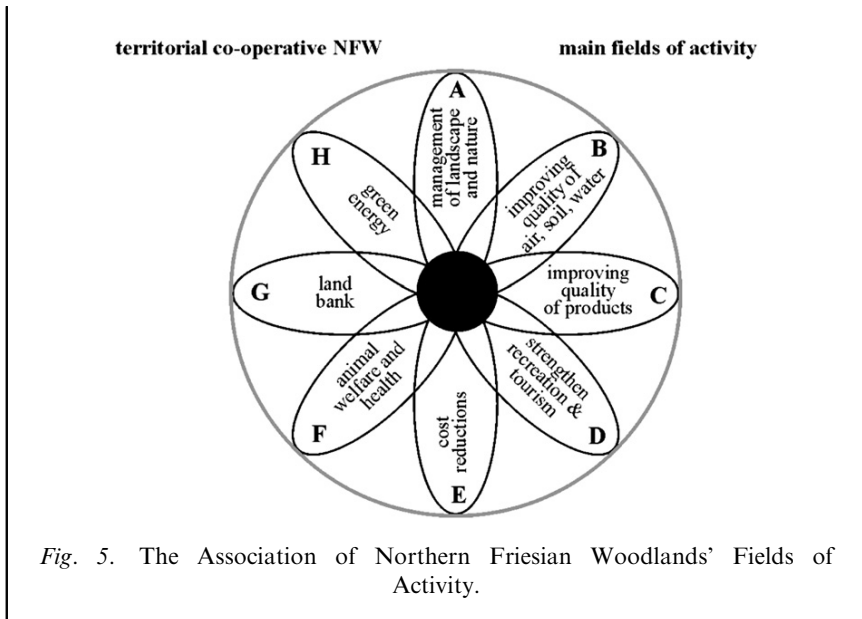 territorial co-operative NFW
main fields of activity
A
management
of landscape
and nature
B
improving
quality of
air, soil, water
improving
quality
of products
C
strengthen
recreation &
tourism
D
cost
reductions
E
animal
welfare and
health
F
G
land
bank
H
green
energy
Fig. 5. The Association of Northern Friesian Woodlands' Fields of
Activity.